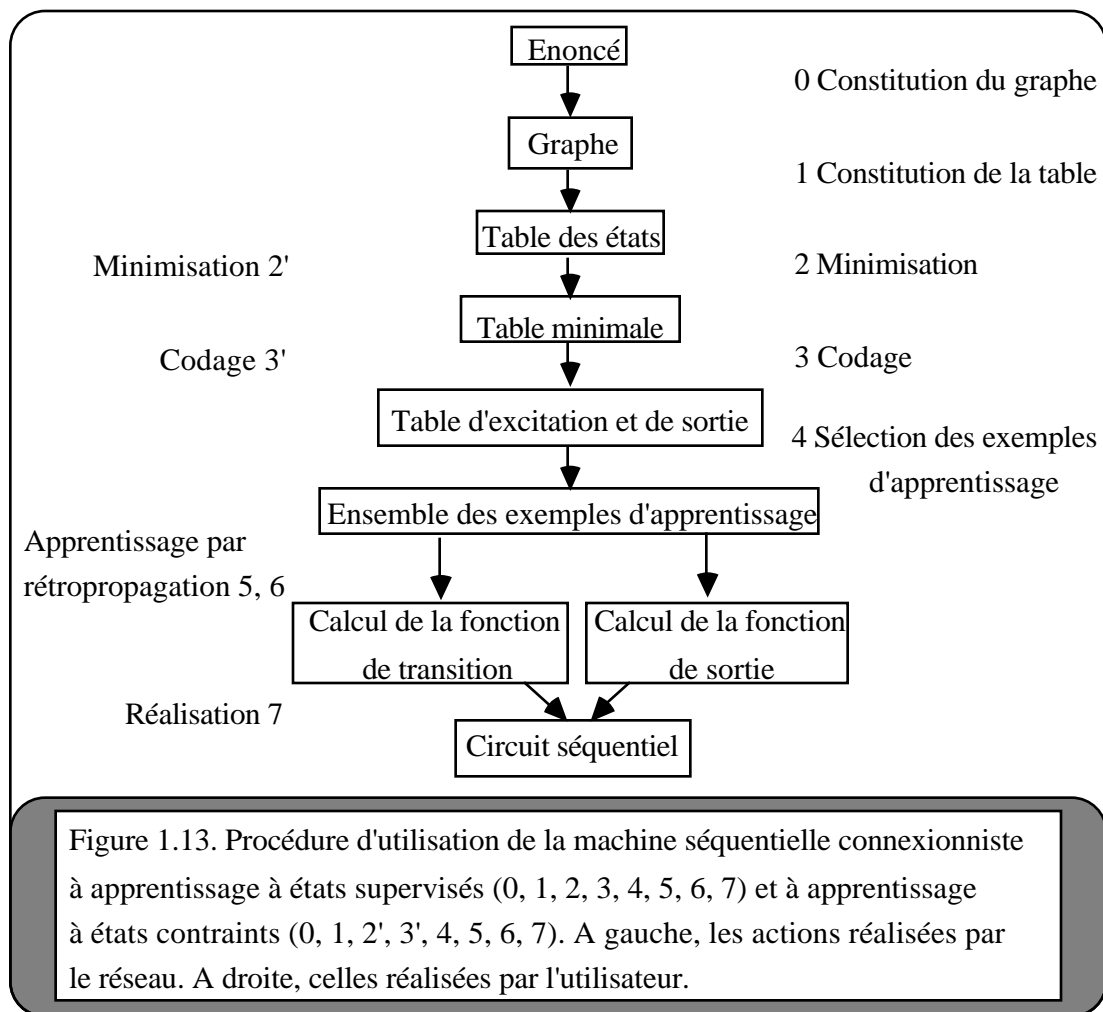 Enoncé
0 Constitution du graphe
Graphe
1 Constitution de la table
Table des états
Minimisation 2'
2 Minimisation
Table minimale
Codage 3'
3 Codage
Table d'excitation et de sortie
4 Sélection des exemples
d'apprentissage
Ensemble des exemples d'apprentissage
Apprentissage par
rétropropagation 5, 6
Calcul de la fonction
de transition
Calcul de la fonction
de sortie
Réalisation 7
Circuit séquentiel
Figure 1.13. Procédure d'utilisation de la machine séquentielle connexionniste
à apprentissage à états supervisés (0, 1, 2, 3, 4, 5, 6, 7) et à apprentissage
à états contraints (0, 1, 2', 3', 4, 5, 6, 7). A gauche, les actions réalisées par
le réseau. A droite, celles réalisées par l'utilisateur.